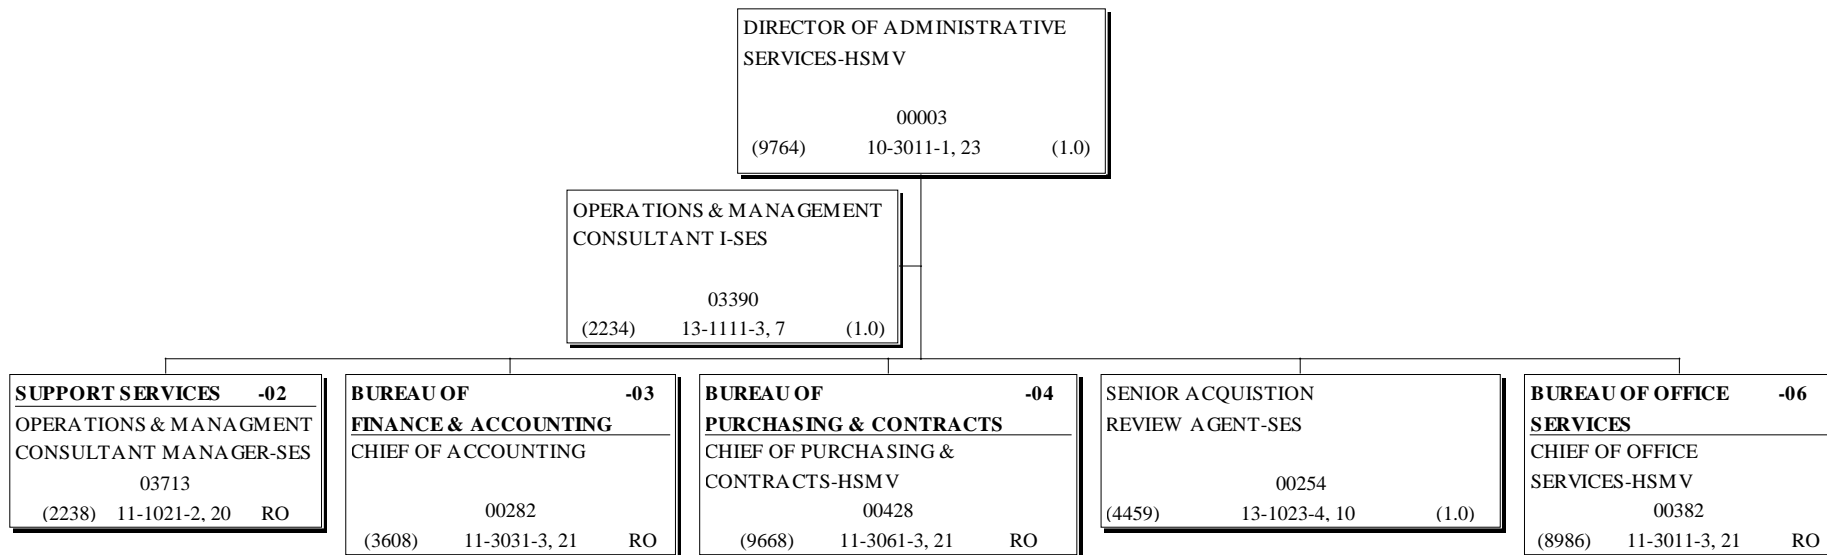 DIRECTOR OF ADMINISTRATIVE
SERVICES-HSMV
00003
(9764) 10-3011-1, 23 (1.0)
OPERATIONS & MANAGEMENT
CONSULTANT I-SES
03390
(2234) 13-1111-3, 7 (1.0)
SUPPORT SERVICES -02
OPERATIONS & MANAGMENT
CONSULTANT MANAGER-SES
03713
(2238) 11-1021-2, 20 RO
BUREAU OF -03
FINANCE & ACCOUNTING
CHIEF OF ACCOUNTING
00282
(3608) 11-3031-3, 21 RO
BUREAU OF -04
PURCHASING & CONTRACTS
CHIEF OF PURCHASING &
CONTRACTS-HSMV
00428
(9668) 11-3061-3, 21 RO
SENIOR ACQUISTION
REVIEW AGENT-SES
00254
(4459) 13-1023-4, 10 (1.0)
BUREAU OF OFFICE -06
SERVICES
CHIEF OF OFFICE
SERVICES-HSMV
00382
(8986) 11-3011-3, 21 RO